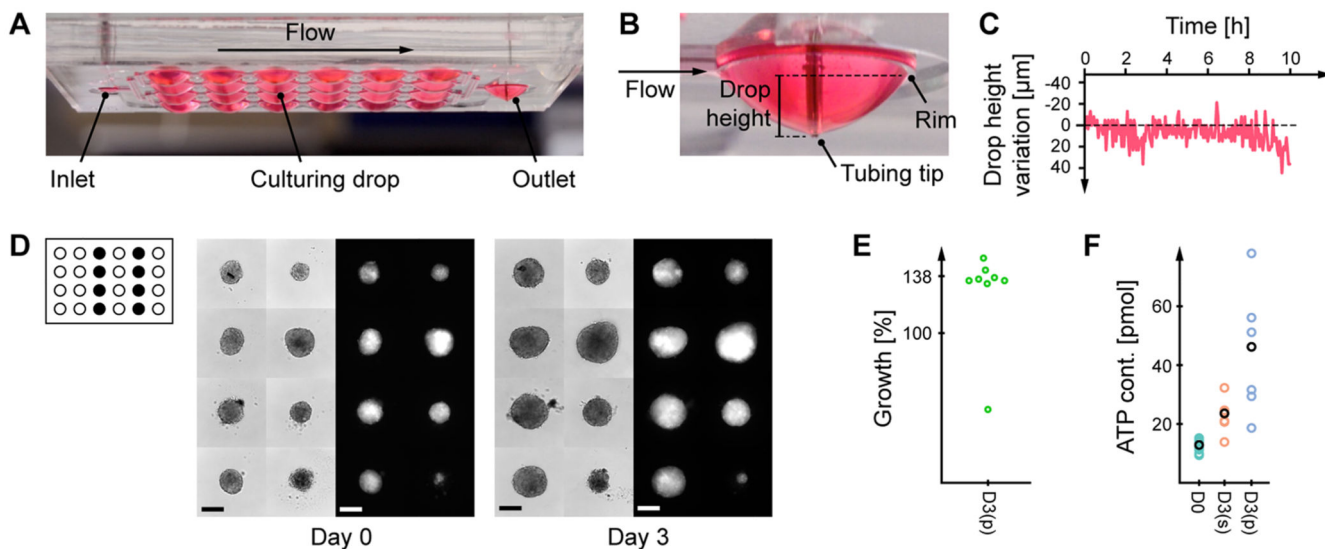 A
Flow
Inlet
Culturing drop
Outlet
B
Flow
Drop
height
Rim
Tubing tip
C
Time [h]
0 2 4 6 8 10
Drop height
variation [µm]
-40
-20
0
20
40
D
Day 0
Day 3
E
Growth [%]
138
100
D3(p)
F
ATP cont. [pmol]
60
40
20
D0
D3(s)
D3(p)